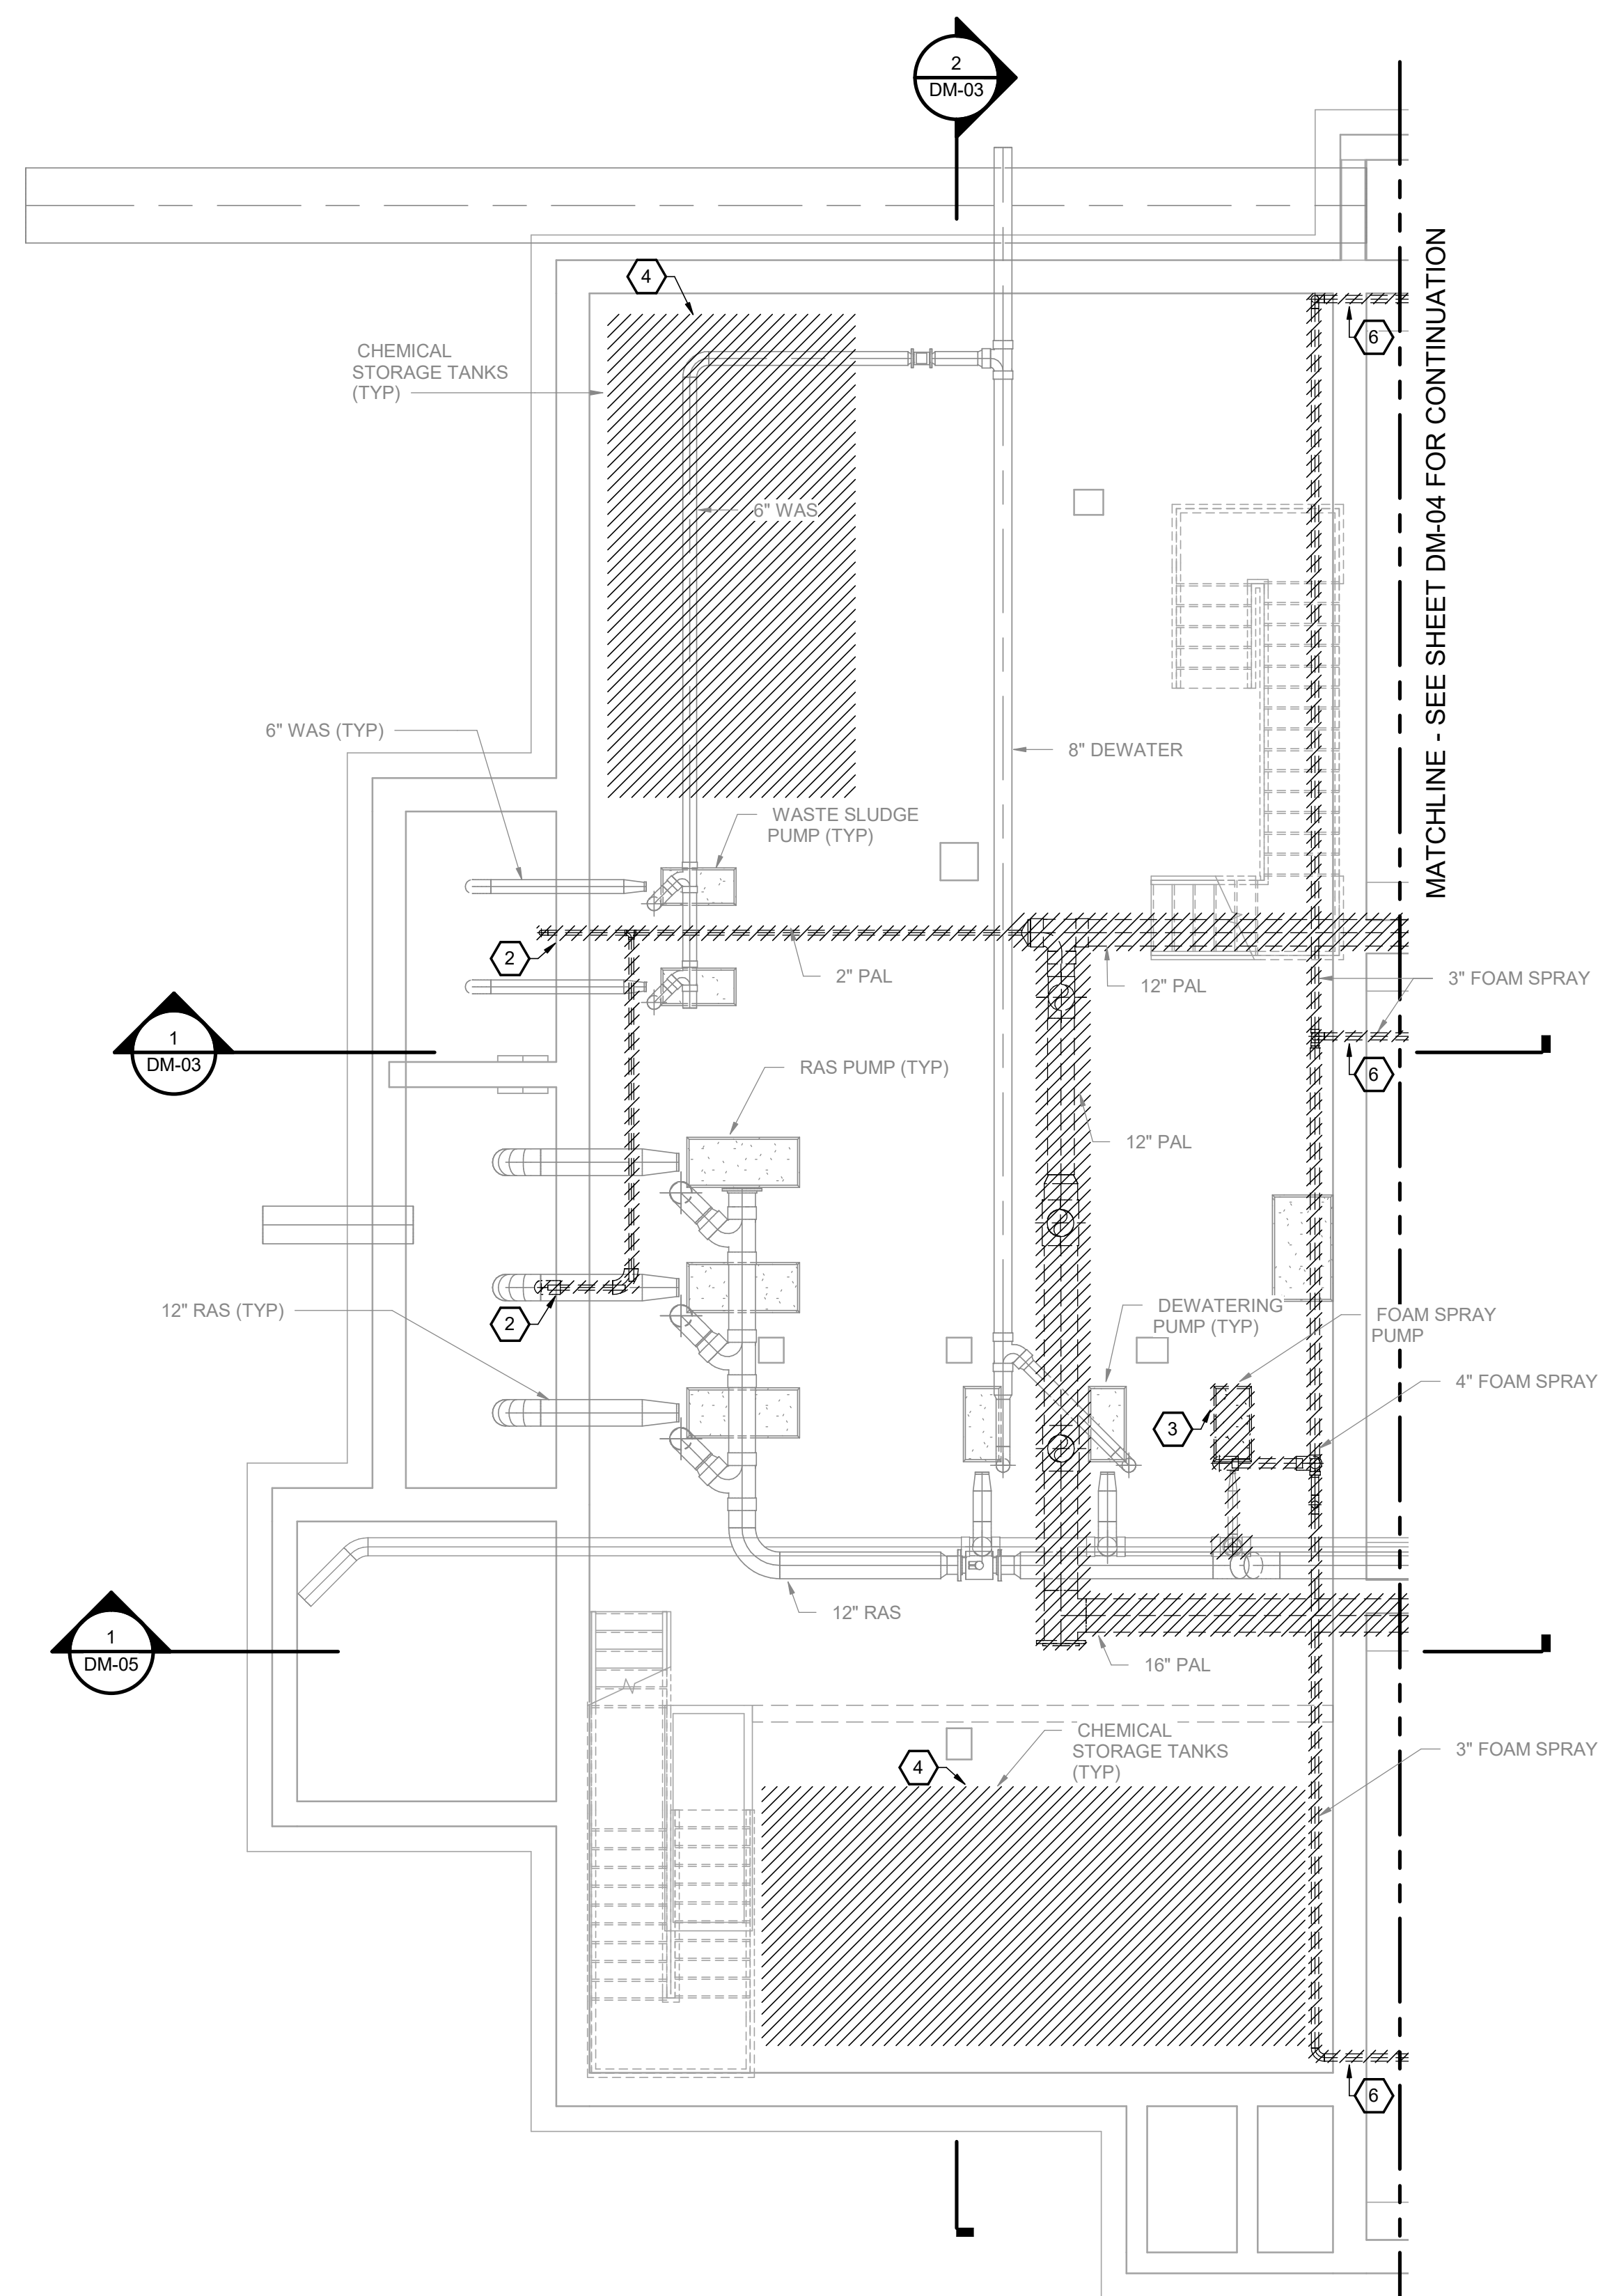 2
DM-03
4
CHEMICAL
STORAGE TANKS
(TYP)
6
MATCHLINE - SEE SHEET DM-04 FOR CONTINUATION
6" WAS
6" WAS (TYP)
8" DEWATER
WASTE SLUDGE
PUMP (TYP)
2
2" PAL
12" PAL
3" FOAM SPRAY
1
DM-03
RAS PUMP (TYP)
6
12" PAL
12" RAS (TYP)
2
DEWATERING
PUMP (TYP)
FOAM SPRAY
PUMP
4" FOAM SPRAY
3
12" RAS
1
DM-05
16" PAL
CHEMICAL
STORAGE TANKS
(TYP)
4
3" FOAM SPRAY
6